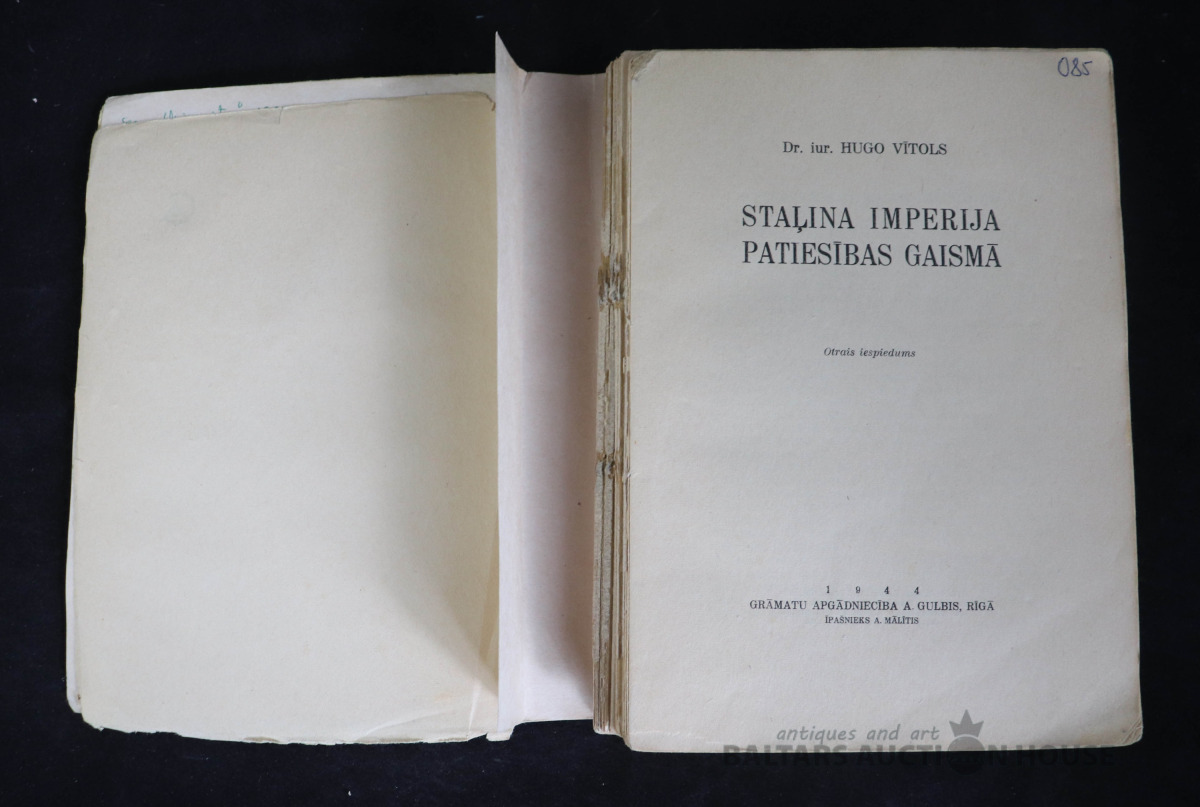 085
Dr. iur. HUGO VĪTOLS
STAĻINA IMPERIJA
PATIESĪBAS GAISMĀ
Otrais iespiedums
1 9 4 4
GRĀMATU APGĀDNIECĪBA A. GULBIS, RĪGĀ
ĪPAŠNIEKS A. MĀLĪTIS
antiques and art
BALTARS AUCTION HOUSE